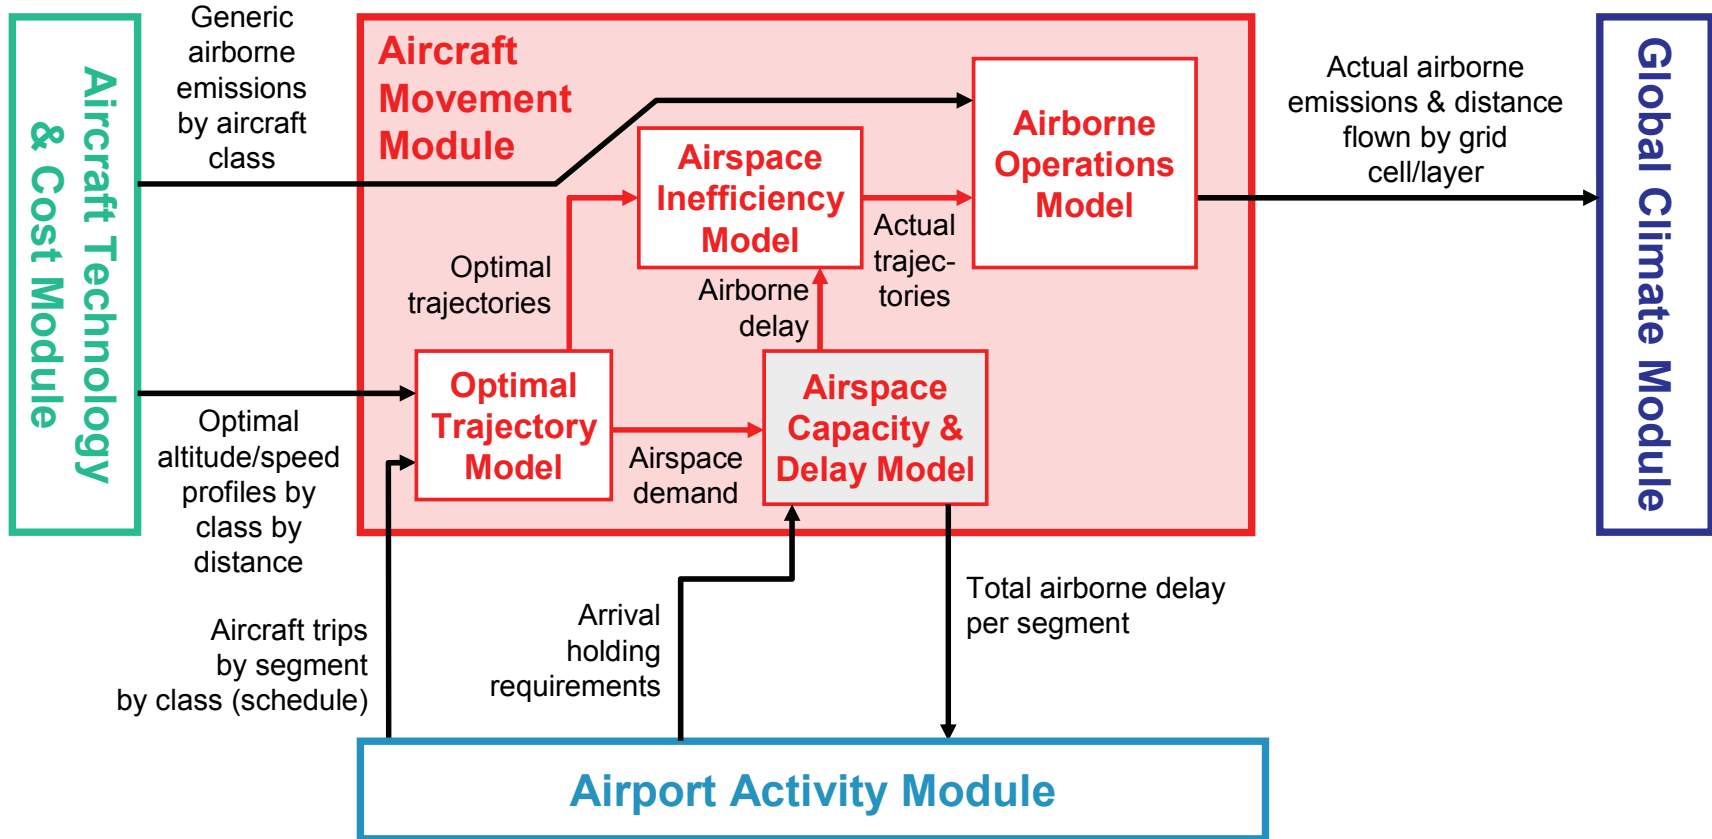 Aircraft Technology
& Cost Module
Generic
airborne
emissions
by aircraft
class
Aircraft
Movement
Module
Airspace
Inefficiency
Model
Airborne
Operations
Model
Actual airborne
emissions & distance
flown by grid
cell/layer
Global Climate Module
Optimal
trajectories
Actual
trajec-
tories
Airborne
delay
Optimal
Trajectory
Model
Airspace
demand
Airspace
Capacity &
Delay Model
Optimal
altitude/speed
profiles by
class by
distance
Aircraft trips
by segment
by class (schedule)
Arrival
holding
requirements
Total airborne delay
per segment
Airport Activity Module